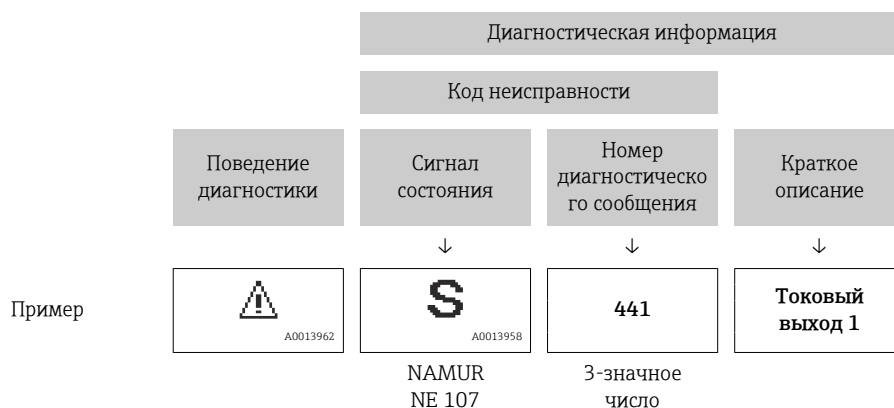 Диагностическая информация
Код неисправности
Поведение
диагностики
Сигнал
состояния
Номер
диагностическо
го сообщения
Краткое
описание
↓ ↓ ↓
Пример
A0013962
S
A0013958
441
Токовый
выход 1
NAMUR
NE 107
3-значное
число